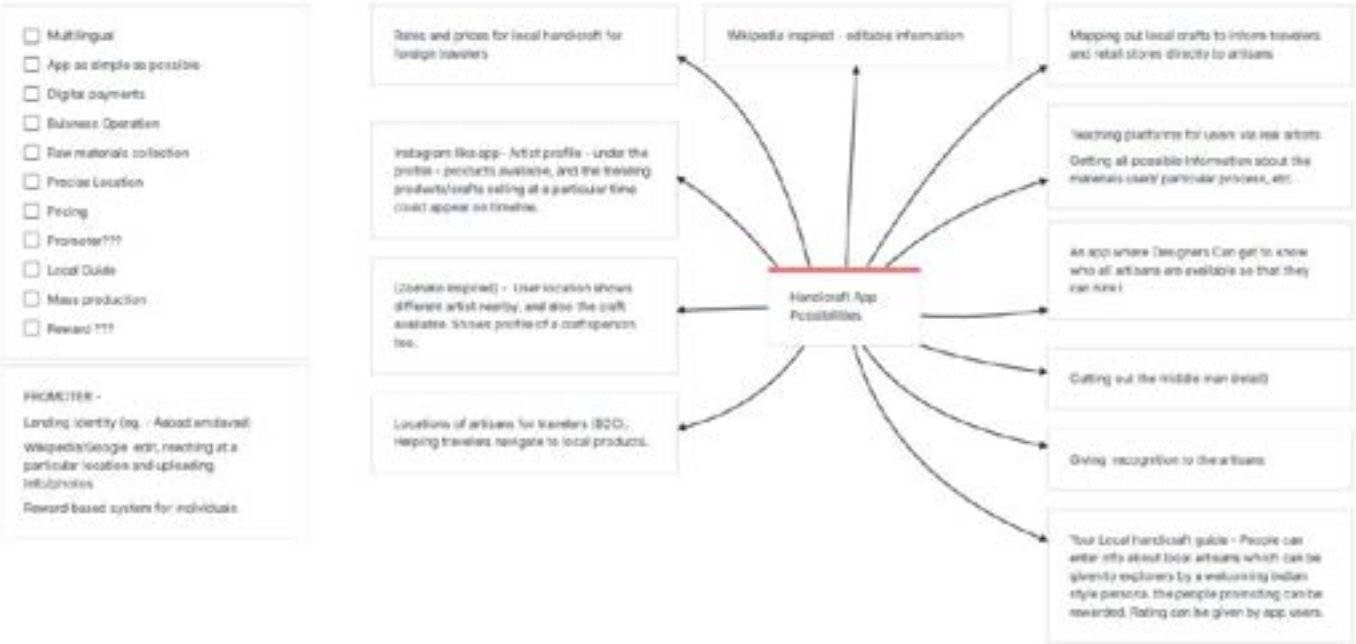 Multilingual
App as simple as possible
Digital payments
Business Operation
Raw materials collection
Precise Location
Pricing
Promoter???
Local Guide
Mass production
Reward ???
PROMOTER -
Lending identity (eg. -
Wikipedia/Google edit, reaching at a
particular location and uploading
info/photos
Reward based system for individuals
Rates and prices for local handicraft for
foreign travelers
Instagram like app - Artist profile - under the
profile - products available, and the trending
products/crafts selling at a particular time
could appear on timeline.
(Zomato inspired) - User location shows
different artist nearby, and also the craft
available. Shows profile of a craftsperson
too.
Locations of artisans for travelers (B2C).
Helping travelers navigate to local products.
Wikipedia inspired - editable information
Handicraft App
Possibilities
Mapping out local crafts to inform travelers
and retail stores directly to artisans
Teaching platforms for users via real artists
Getting all possible information about the
materials used/ particular process, etc.
An app where Designers Can get to know
who all artisans are available so that they
can hire!
Cutting out the middle man (retail)
Giving recognition to the artisans
Your Local handicraft guide - People can
enter info about local artisans which can be
given to explorers by a welcoming Indian
style persona. the people promoting can be
rewarded. Rating can be given by app users.